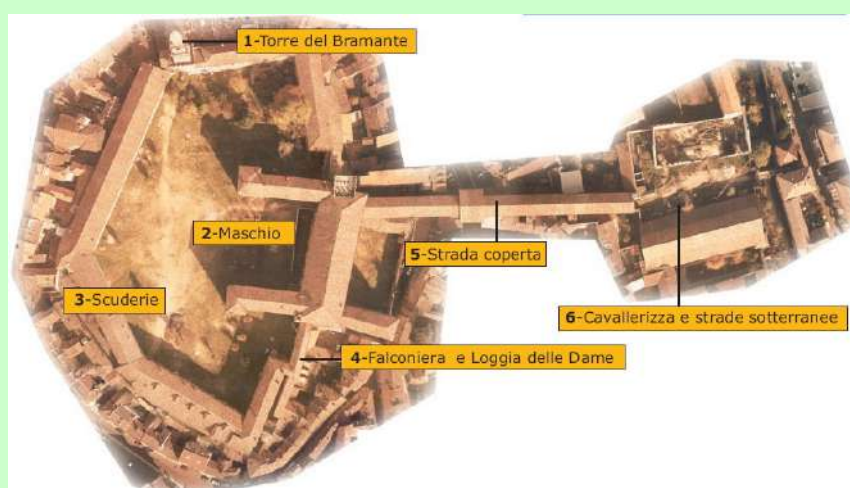 1-Torre del Bramante
2-Maschio
5-Strada coperta
3-Scuderie
6-Cavallerizza e strade sotterranee
4-Falconiera e Loggia delle Dame